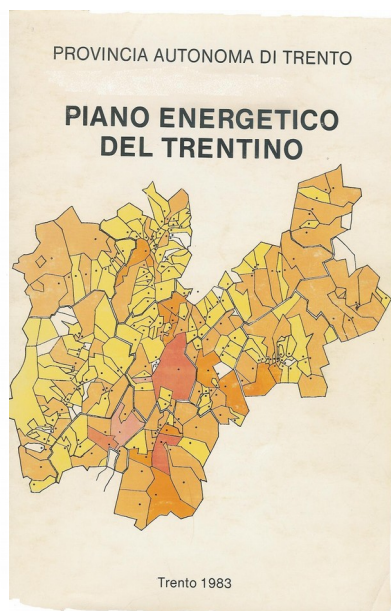 PROVINCIA AUTONOMA DI TRENTO
PIANO ENERGETICO
DEL TRENTINO
Trento 1983